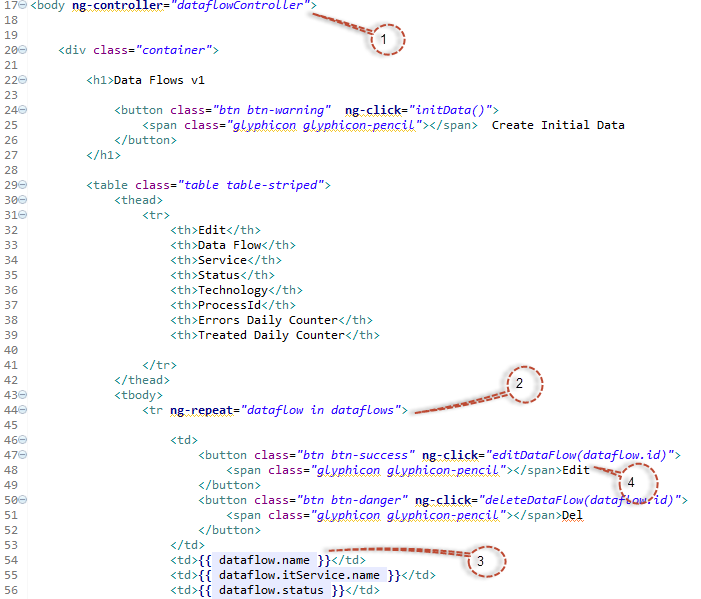 17 <body ng-controller="dataflowController"> 1
18
19
20 <div class="container">
21
22 <h1>Data Flows v1
23
24 <button class="btn btn-warning"  ng-click="initData()">
25 <span class="glyphicon glyphicon-pencil"></span>  Create Initial Data
26 </button>
27 </h1>
28
29 <table class="table table-striped">
30 <thead>
31 <tr>
32 <th>Edit</th>
33 <th>Data Flow</th>
34 <th>Service</th>
35 <th>Status</th>
36 <th>Technology</th>
37 <th>ProcessId</th>
38 <th>Errors Daily Counter</th>
39 <th>Treated Daily Counter</th>
40
41 </tr>
42 </thead>
43 <tbody> 2
44 <tr ng-repeat="dataflow in dataflows">
45
46 <td>
47 <button class="btn btn-success" ng-click="editDataFlow(dataflow.id)">
48 <span class="glyphicon glyphicon-pencil"></span>Edit 4
49 </button>
50 <button class="btn btn-danger" ng-click="deleteDataFlow(dataflow.id)">
51 <span class="glyphicon glyphicon-pencil"></span>Del
52 </button>
53 </td>
54 <td>{{ dataflow.name }}</td> 3
55 <td>{{ dataflow.itService.name }}</td>
56 <td>{{ dataflow.status }}</td>